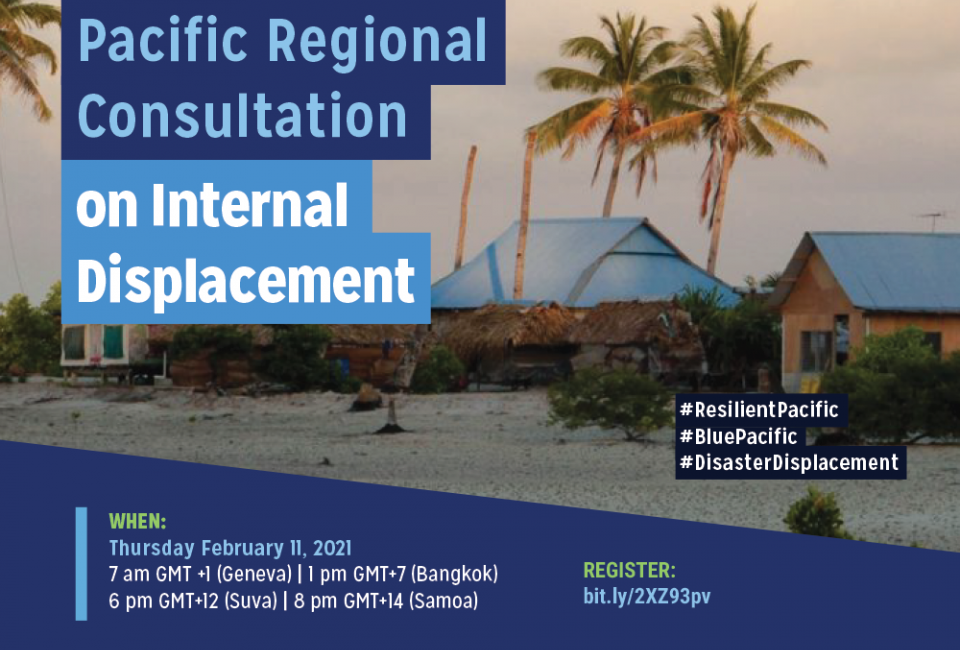 Pacific Regional
Consultation
on Internal
Displacement
#ResilientPacific
#BluePacific
#DisasterDisplacement
WHEN:
Thursday February 11, 2021
7 am GMT +1 (Geneva) | 1 pm GMT+7 (Bangkok)
6 pm GMT+12 (Suva) | 8 pm GMT+14 (Samoa)
REGISTER:
bit.ly/2XZ93pv